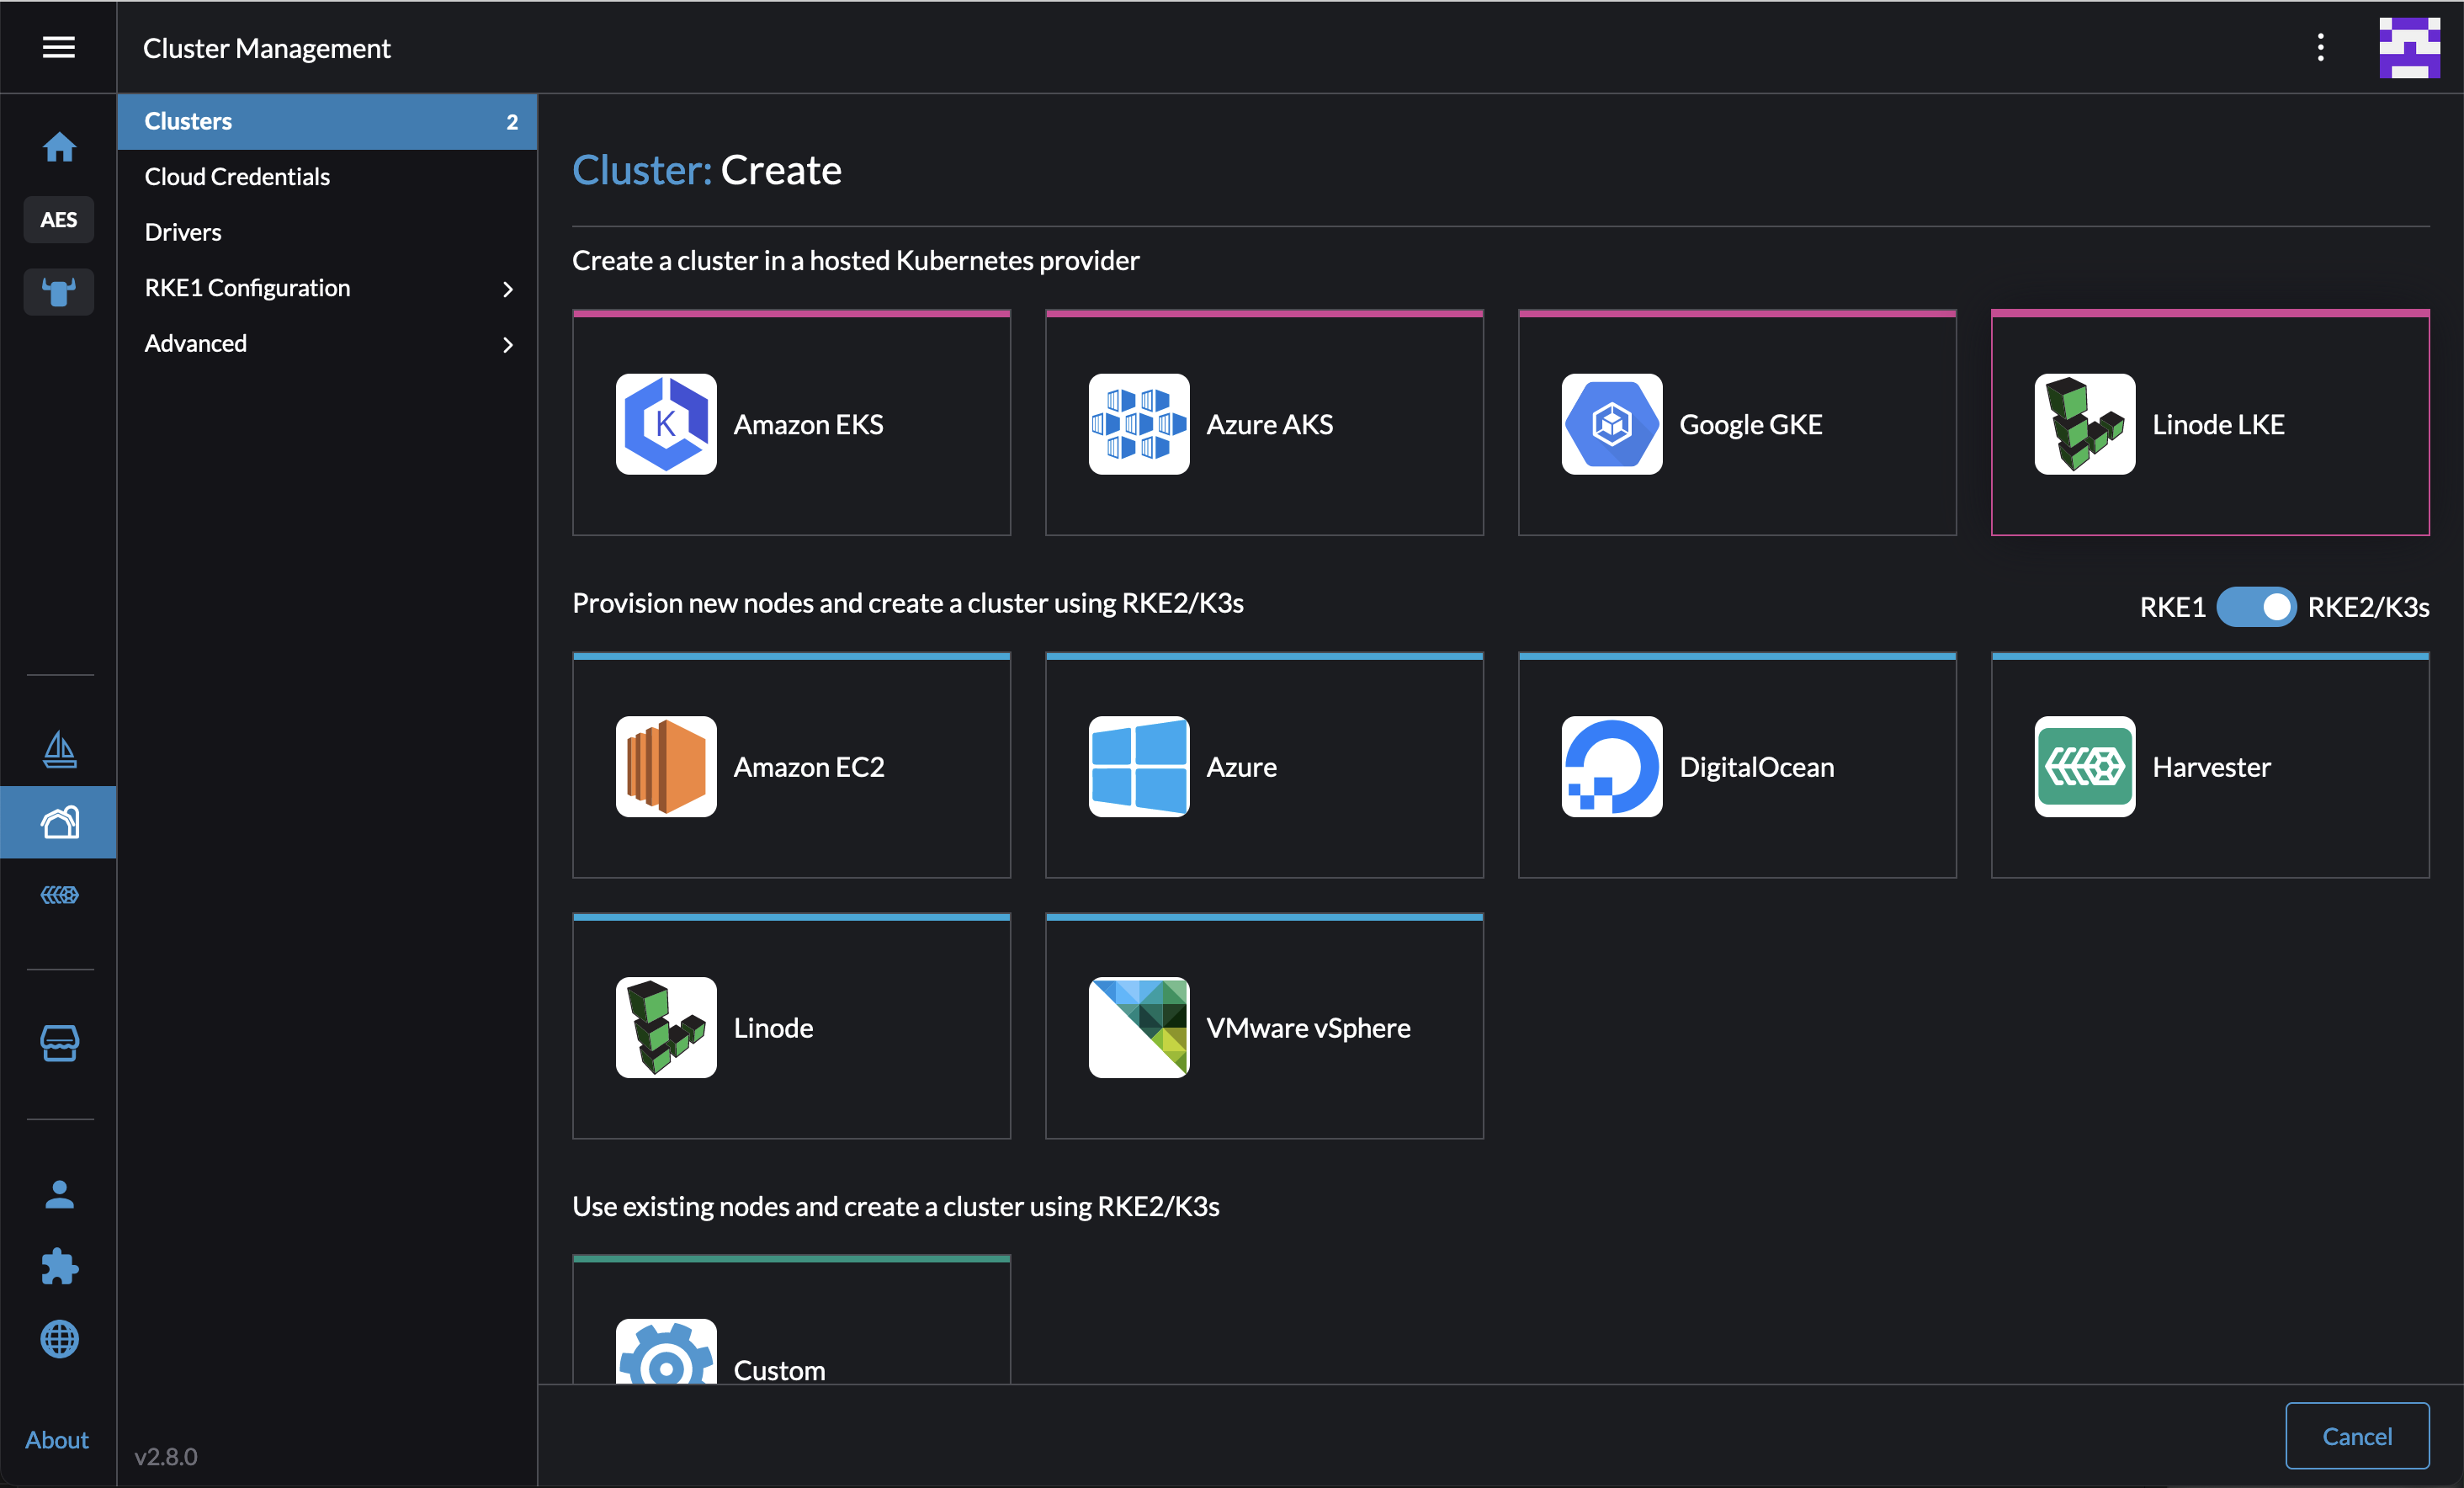 Cluster Management
Clusters 2
Cloud Credentials
Drivers
RKE1 Configuration
Advanced
AES
About
v2.8.0
Cluster: Create
Create a cluster in a hosted Kubernetes provider
K
Amazon EKS
Azure AKS
Google GKE
Linode LKE
Provision new nodes and create a cluster using RKE2/K3s
RKE1
RKE2/K3s
Amazon EC2
Azure
DigitalOcean
Harvester
Linode
VMware vSphere
Use existing nodes and create a cluster using RKE2/K3s
Custom
Cancel